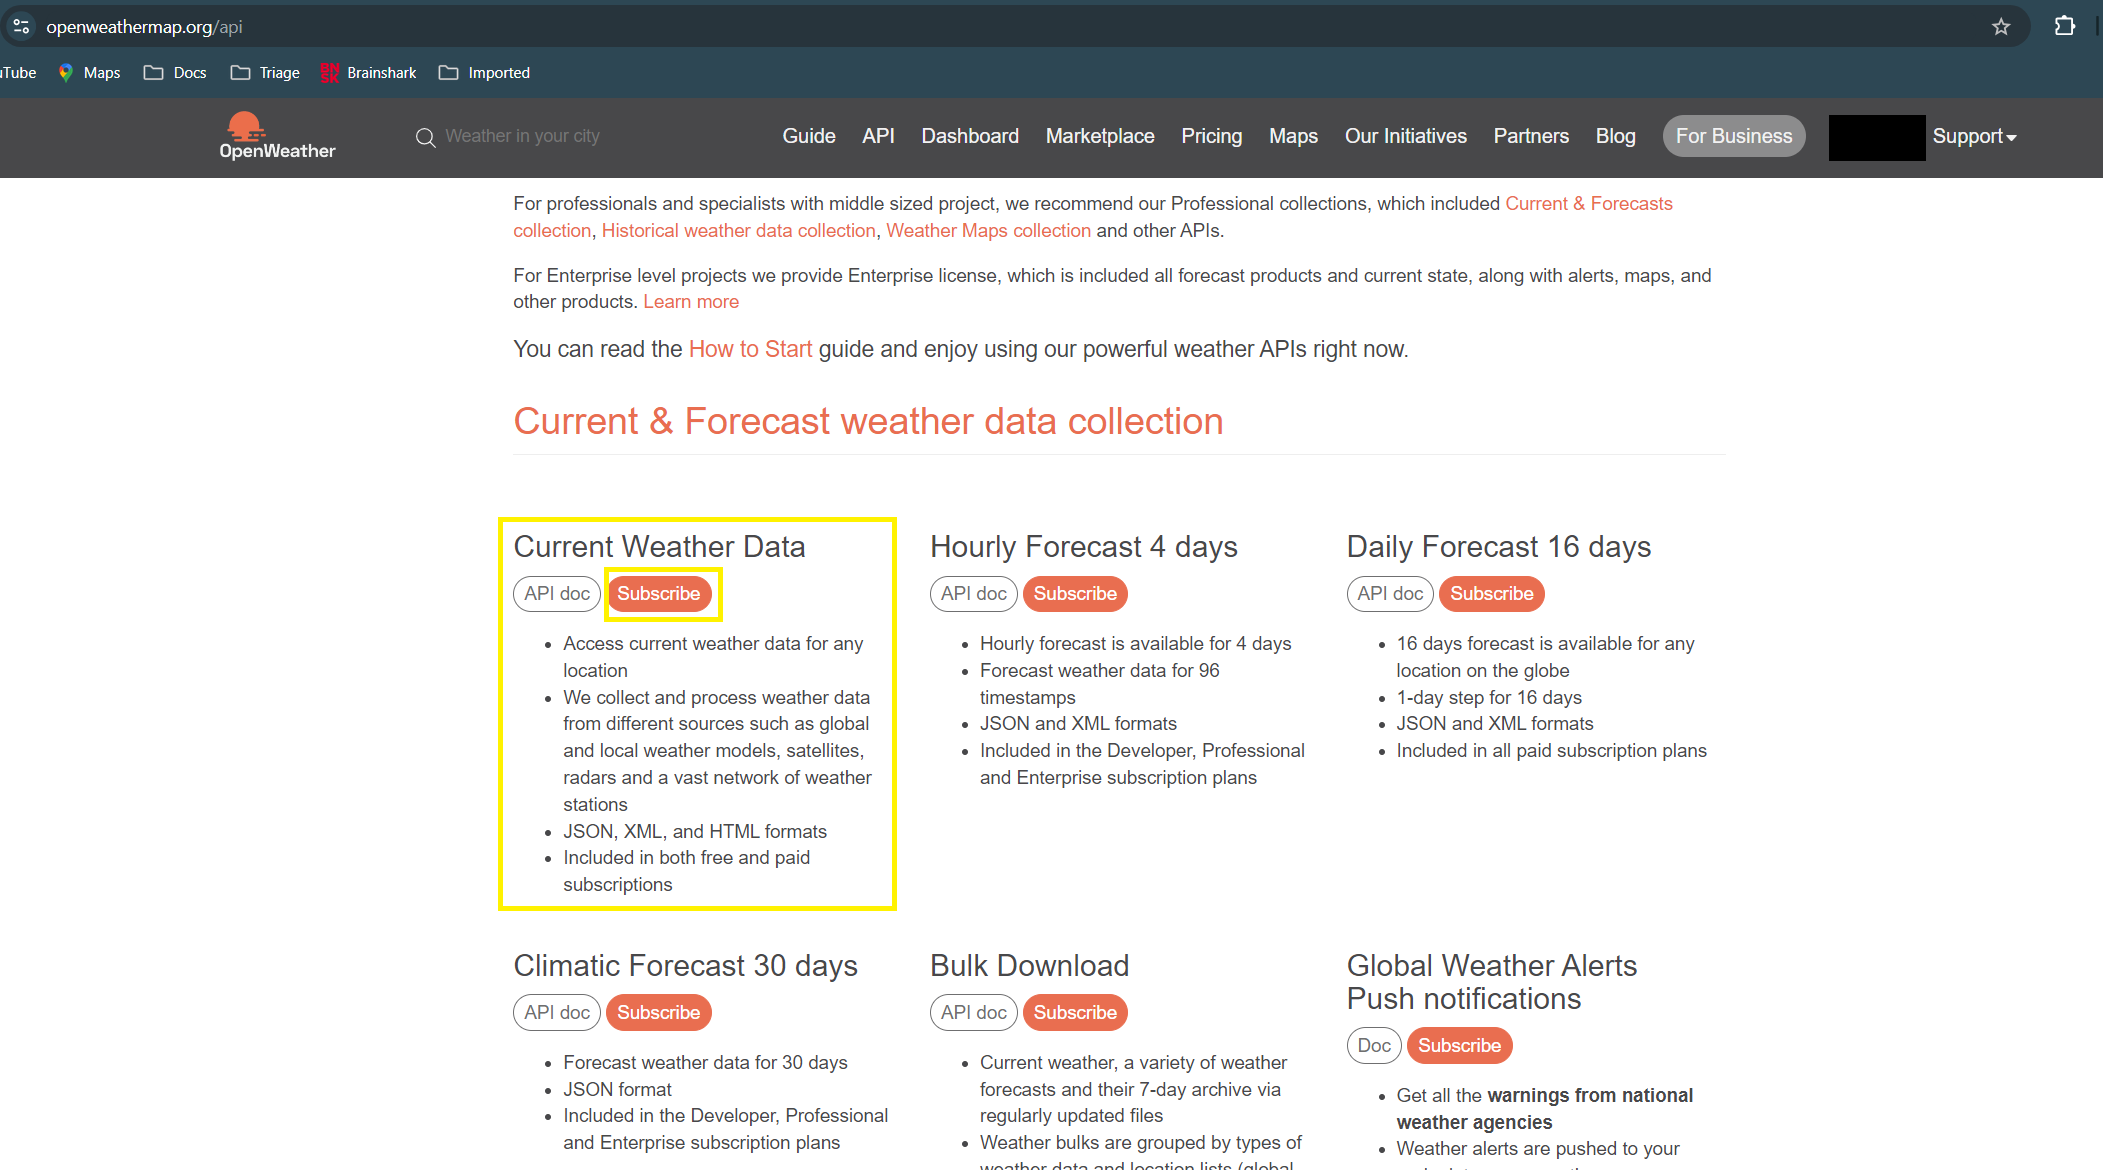 openweathermap.org/api
Tube Maps Docs Triage Brainshark Imported
OpenWeather Weather in your city Guide API Dashboard Marketplace Pricing Maps Our Initiatives Partners Blog For Business Support
For professionals and specialists with middle sized project, we recommend our Professional collections, which included Current & Forecasts
collection, Historical weather data collection, Weather Maps collection and other APIs.
For Enterprise level projects we provide Enterprise license, which is included all forecast products and current state, along with alerts, maps, and
other products. Learn more
You can read the How to Start guide and enjoy using our powerful weather APIs right now.
Current & Forecast weather data collection
Current Weather Data
API doc Subscribe
Access current weather data for any
location
We collect and process weather data
from different sources such as global
and local weather models, satellites,
radars and a vast network of weather
stations
JSON, XML, and HTML formats
Included in both free and paid
subscriptions
Hourly Forecast 4 days
API doc Subscribe
Hourly forecast is available for 4 days
Forecast weather data for 96
timestamps
JSON and XML formats
Included in the Developer, Professional
and Enterprise subscription plans
Daily Forecast 16 days
API doc Subscribe
16 days forecast is available for any
location on the globe
1-day step for 16 days
JSON and XML formats
Included in all paid subscription plans
Climatic Forecast 30 days
API doc Subscribe
Forecast weather data for 30 days
JSON format
Included in the Developer, Professional
and Enterprise subscription plans
Bulk Download
API doc Subscribe
Current weather, a variety of weather
forecasts and their 7-day archive via
regularly updated files
Weather bulks are grouped by types of
weather data and location lists (global,
Global Weather Alerts
Push notifications
Doc Subscribe
Get all the warnings from national
weather agencies
Weather alerts are pushed to your